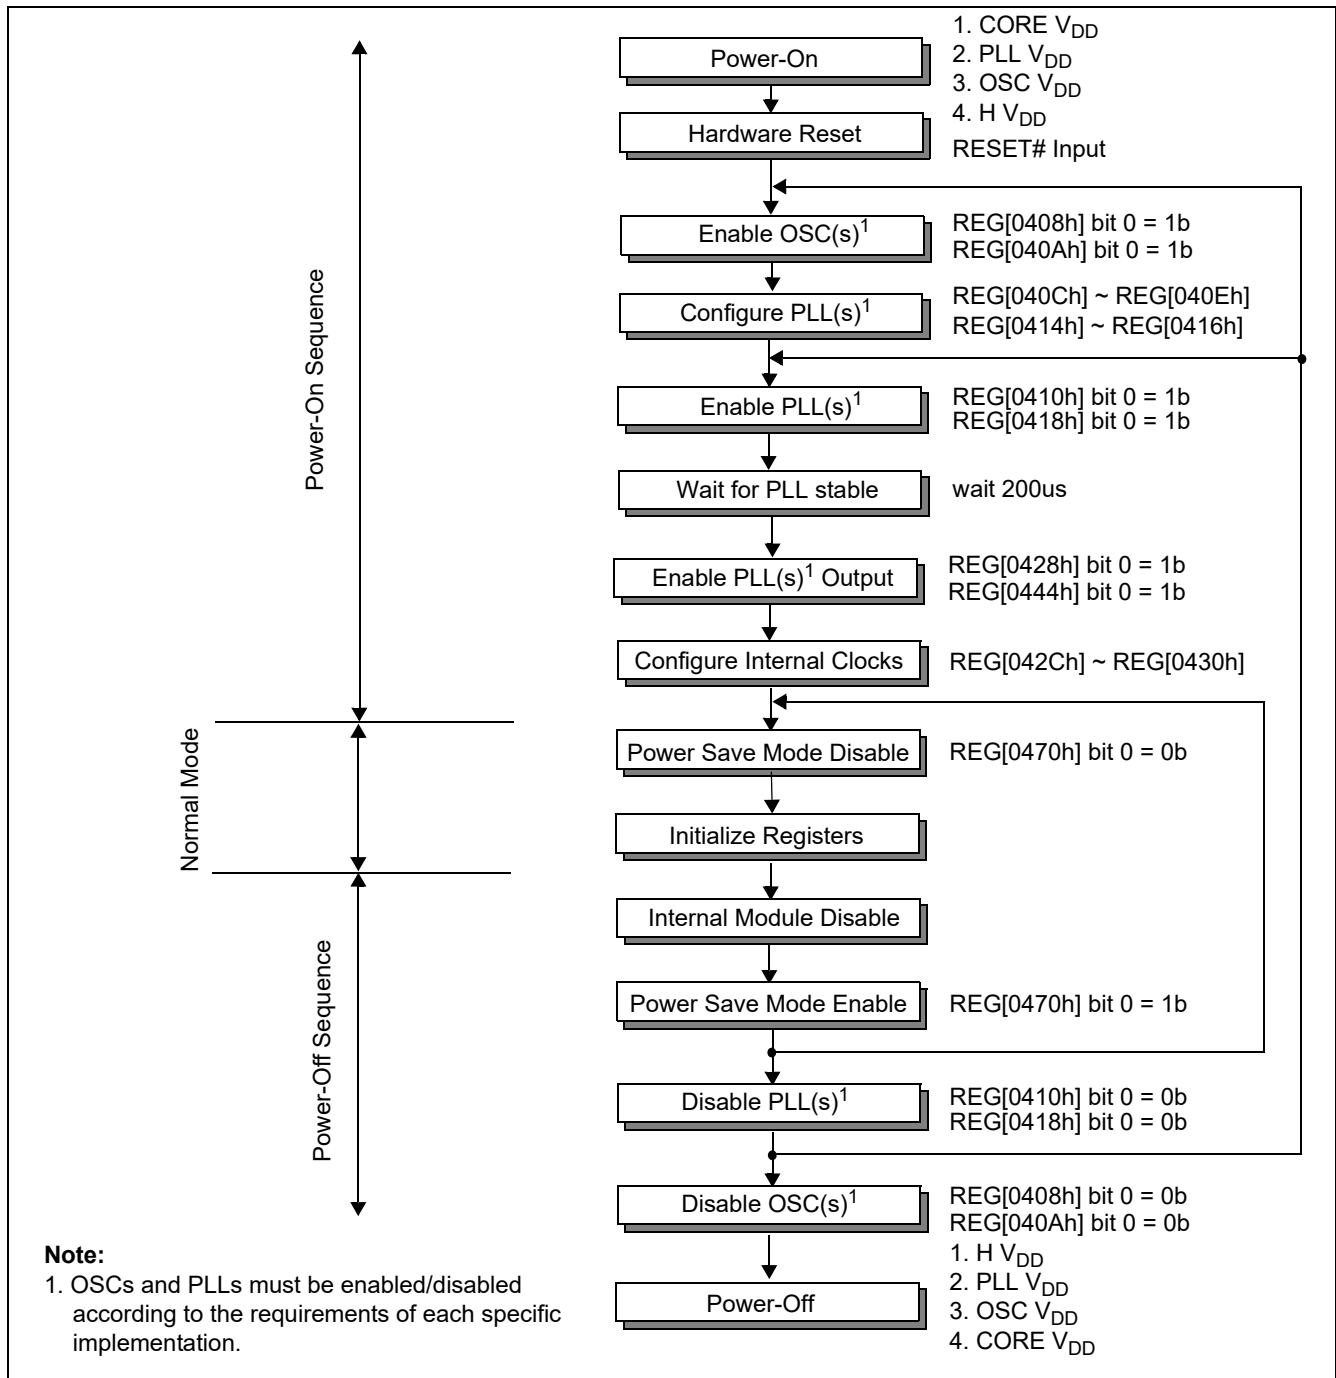 Power-On
1. CORE VDD
2. PLL VDD
3. OSC VDD
4. H VDD
Hardware Reset
RESET# Input
Enable OSC(s)1
REG[0408h] bit 0 = 1b
REG[040Ah] bit 0 = 1b
Configure PLL(s)1
REG[040Ch] ~ REG[040Eh]
REG[0414h] ~ REG[0416h]
Enable PLL(s)1
REG[0410h] bit 0 = 1b
REG[0418h] bit 0 = 1b
Wait for PLL stable
wait 200us
Enable PLL(s)1 Output
REG[0428h] bit 0 = 1b
REG[0444h] bit 0 = 1b
Configure Internal Clocks
REG[042Ch] ~ REG[0430h]
Power-On Sequence
Power Save Mode Disable
REG[0470h] bit 0 = 0b
Initialize Registers
Normal Mode
Internal Module Disable
Power Save Mode Enable
REG[0470h] bit 0 = 1b
Disable PLL(s)1
REG[0410h] bit 0 = 0b
REG[0418h] bit 0 = 0b
Disable OSC(s)1
REG[0408h] bit 0 = 0b
REG[040Ah] bit 0 = 0b
Power-Off Sequence
Power-Off
1. H VDD
2. PLL VDD
3. OSC VDD
4. CORE VDD
Note:
1. OSCs and PLLs must be enabled/disabled
according to the requirements of each specific
implementation.